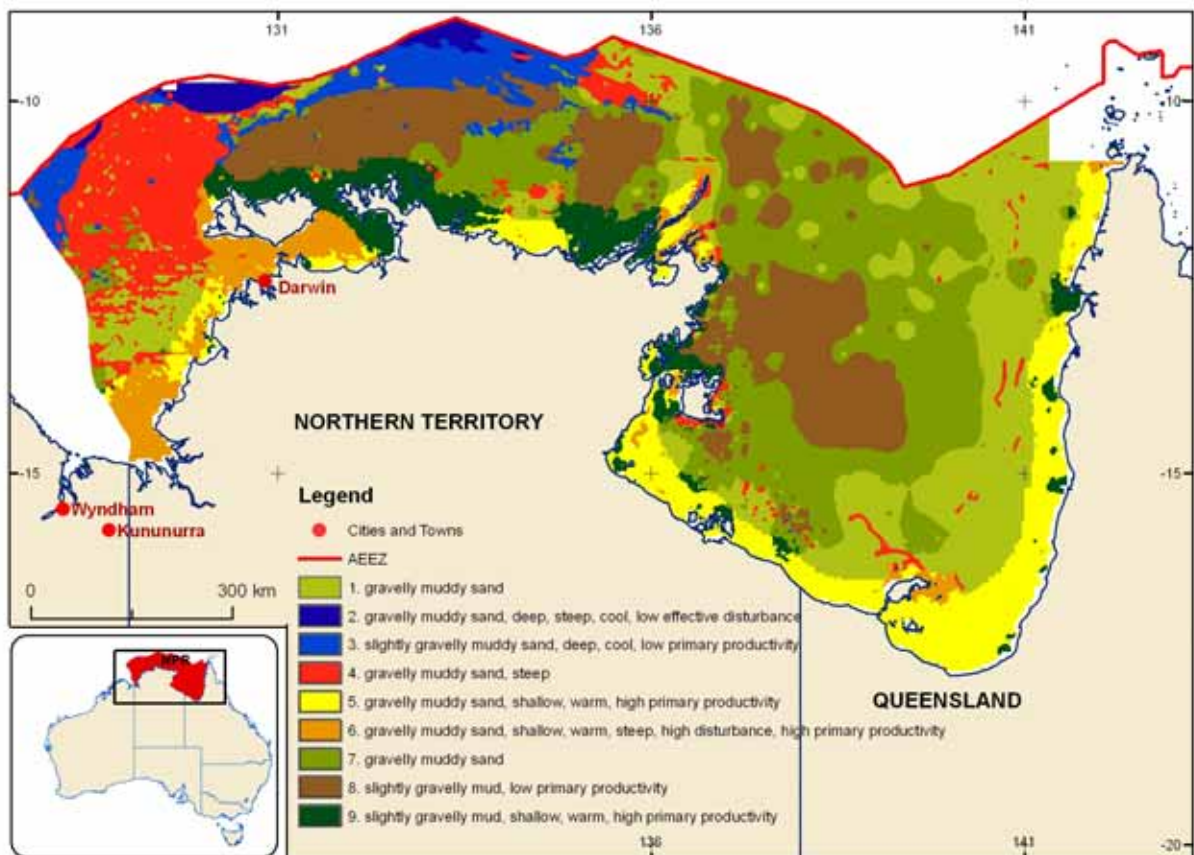 131
136
141
-10
-10
Darwin
NORTHERN TERRITORY
-15
-15
Legend
Wyndham
Cities and Towns
Kununurra
AEEZ
0
300 km
1. gravelly muddy sand
2. gravelly muddy sand, deep, steep, cool, low effective disturbance
3. slightly gravelly muddy sand, deep, cool, low primary productivity
NPR
4. gravelly muddy sand, steep
5. gravelly muddy sand, shallow, warm, high primary productivity
QUEENSLAND
6. gravelly muddy sand, shallow, warm, steep, high disturbance, high primary productivity
7. gravelly muddy sand
8. slightly gravelly mud, low primary productivity
9. slightly gravelly mud, shallow, warm, high primary productivity
136
141
-20